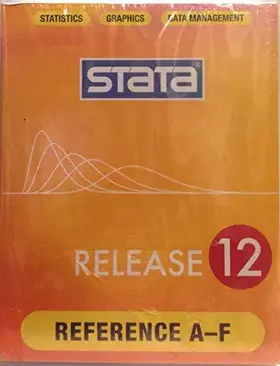 STATISTICS GRAPHICS DATA MANAGEMENT
STATA
RELEASE 12
REFERENCE A–F